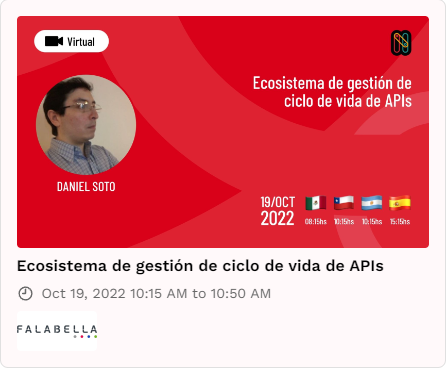 Virtual
Ecosistema de gestión de
ciclo de vida de APIs
DANIEL SOTO
19/OCT
2022
08:15hs 10:15hs 10:15hs 15:15hs
Ecosistema de gestión de ciclo de vida de APIs
Oct 19, 2022 10:15 AM to 10:50 AM
FALABELLA